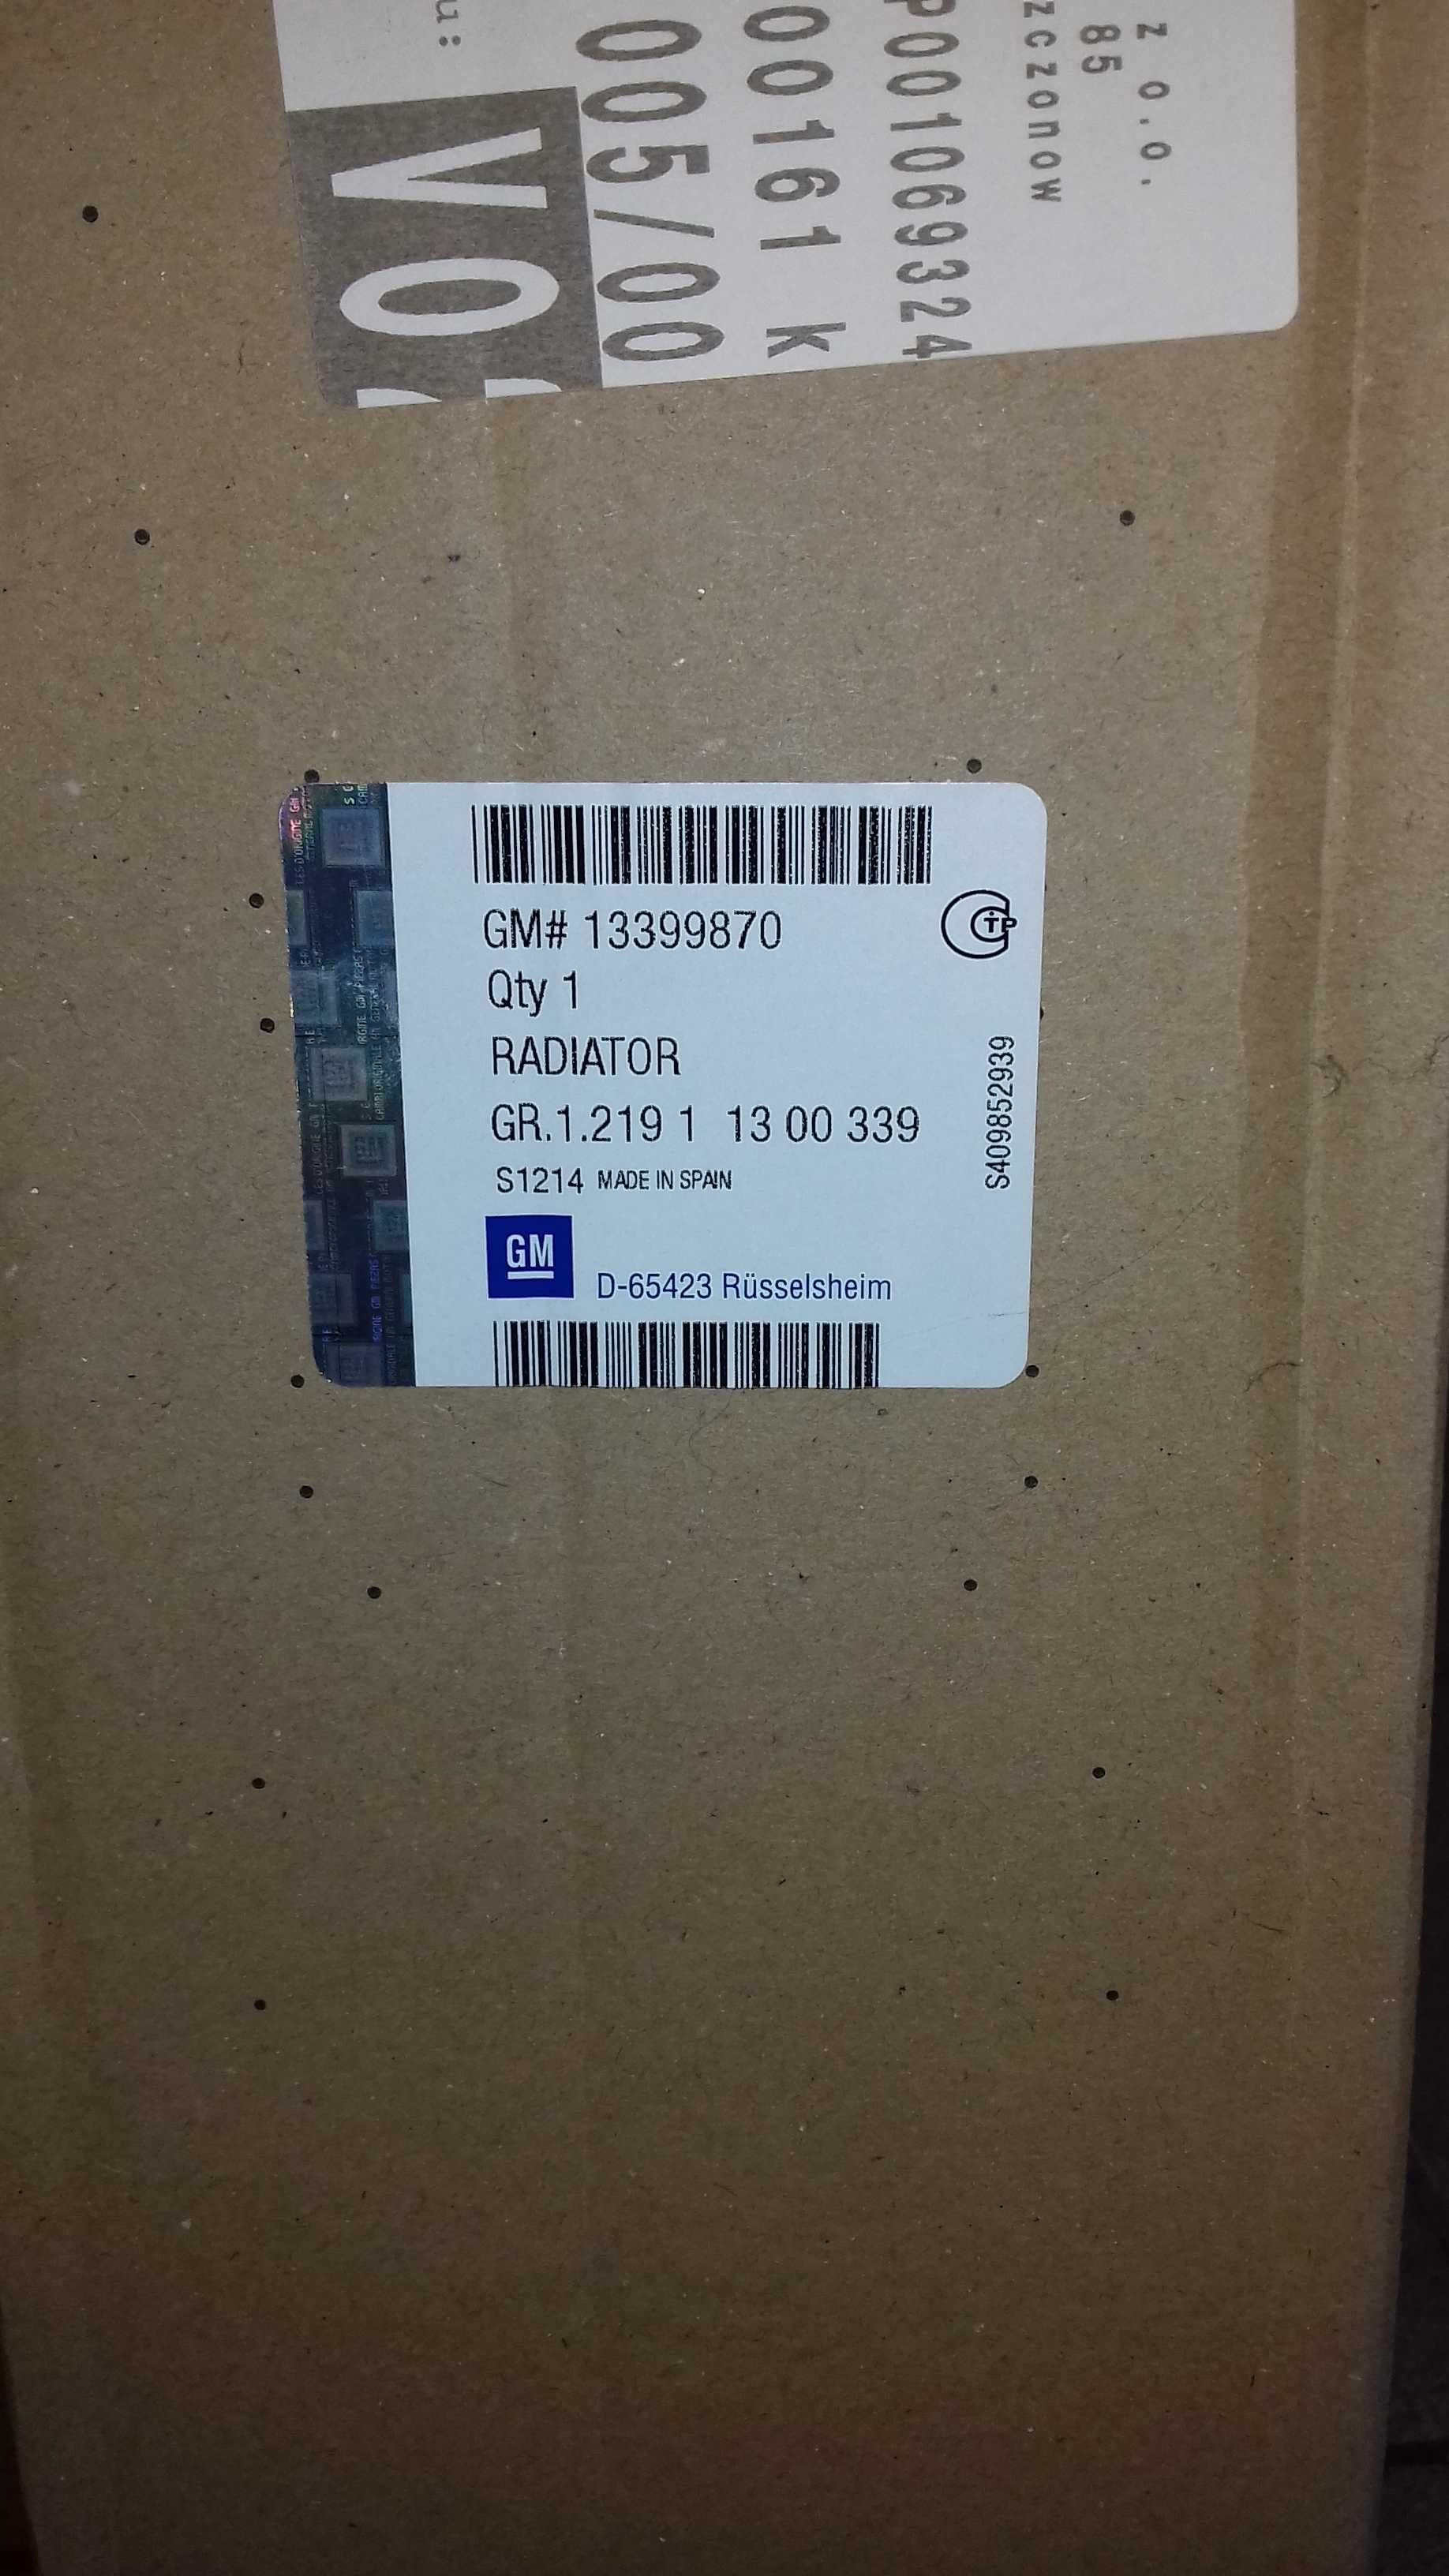 z o.o.
85
zczonow
P001069324
00161 K
005/00
u:
V0
GM# 13399870
Qty 1
RADIATOR
GR.1.219 1 13 00 339
S1214 MADE IN SPAIN
GM
D-65423 Rüsselsheim
S409852939